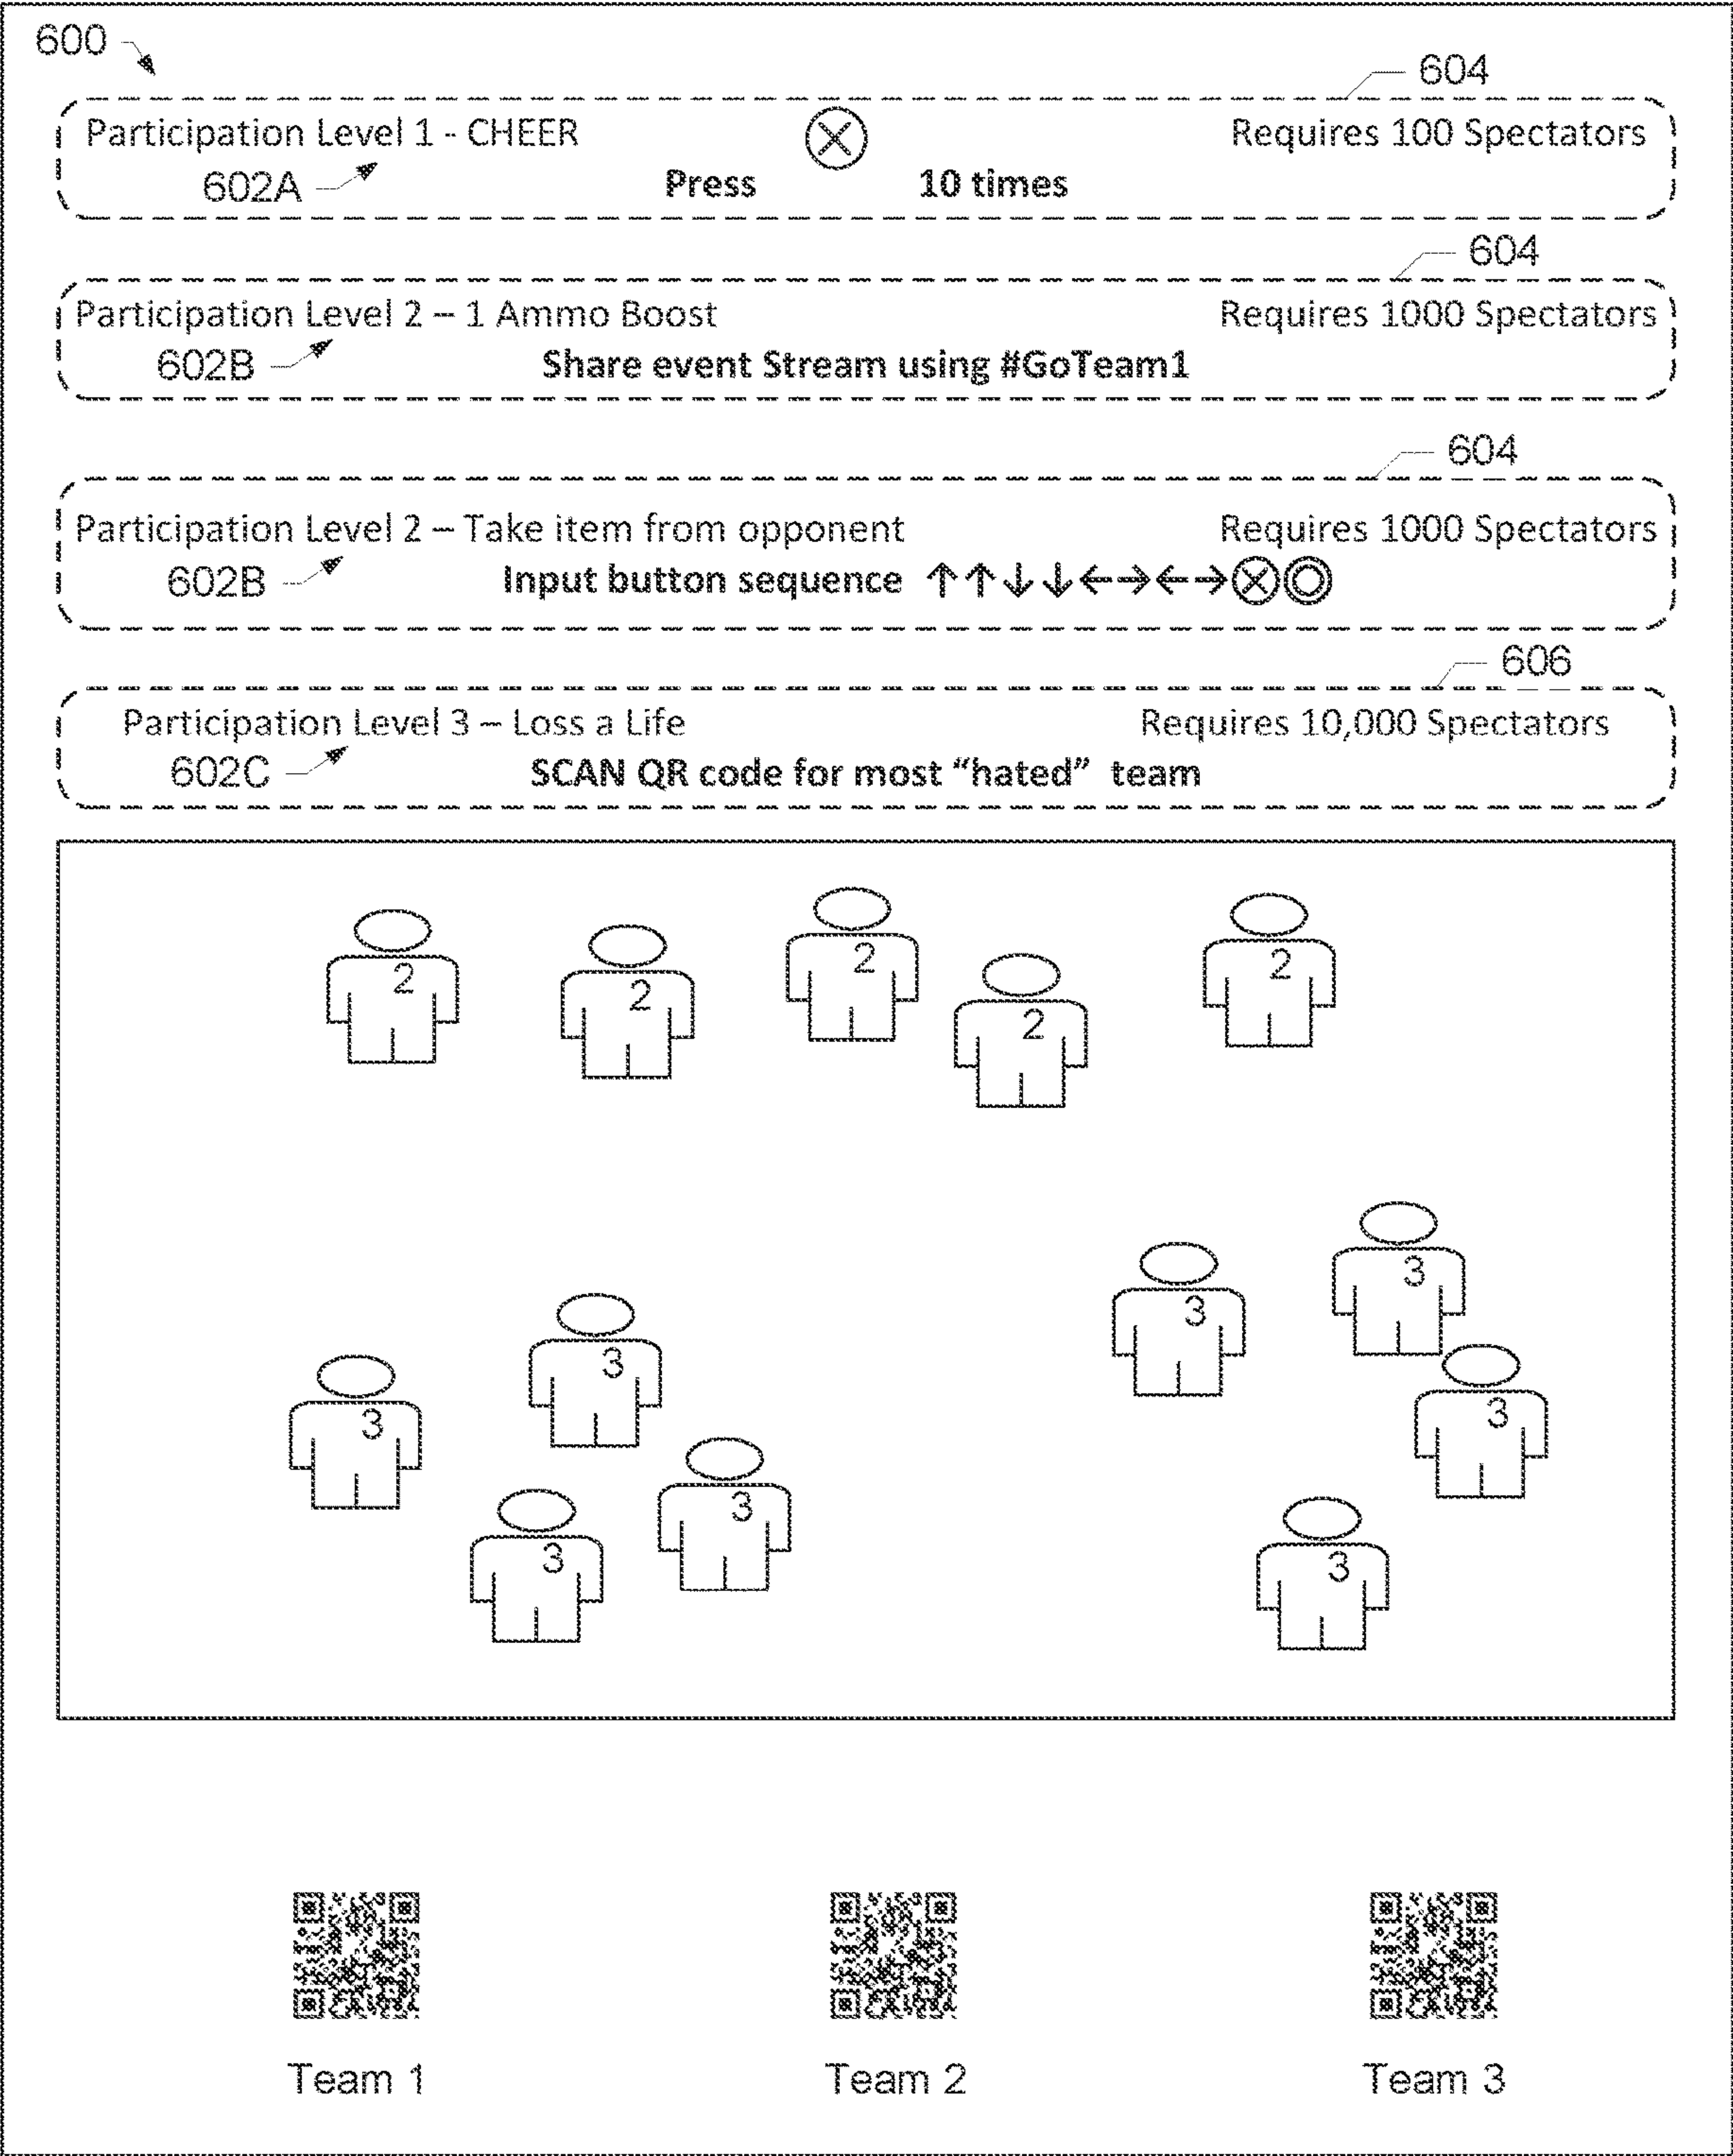 600
604
Participation Level 1 - CHEER Requires 100 Spectators
602A Press 10 times
604
Participation Level 2 – 1 Ammo Boost Requires 1000 Spectators
602B Share event Stream using #GoTeam1
604
Participation Level 2 – Take item from opponent Requires 1000 Spectators
602B Input button sequence ↑↑↓↓←→←→
606
Participation Level 3 – Loss a Life Requires 10,000 Spectators
602C SCAN QR code for most “hated” team
2
2
2
2
2
3
3
3
3
3
3
3
3
Team 1 Team 2 Team 3